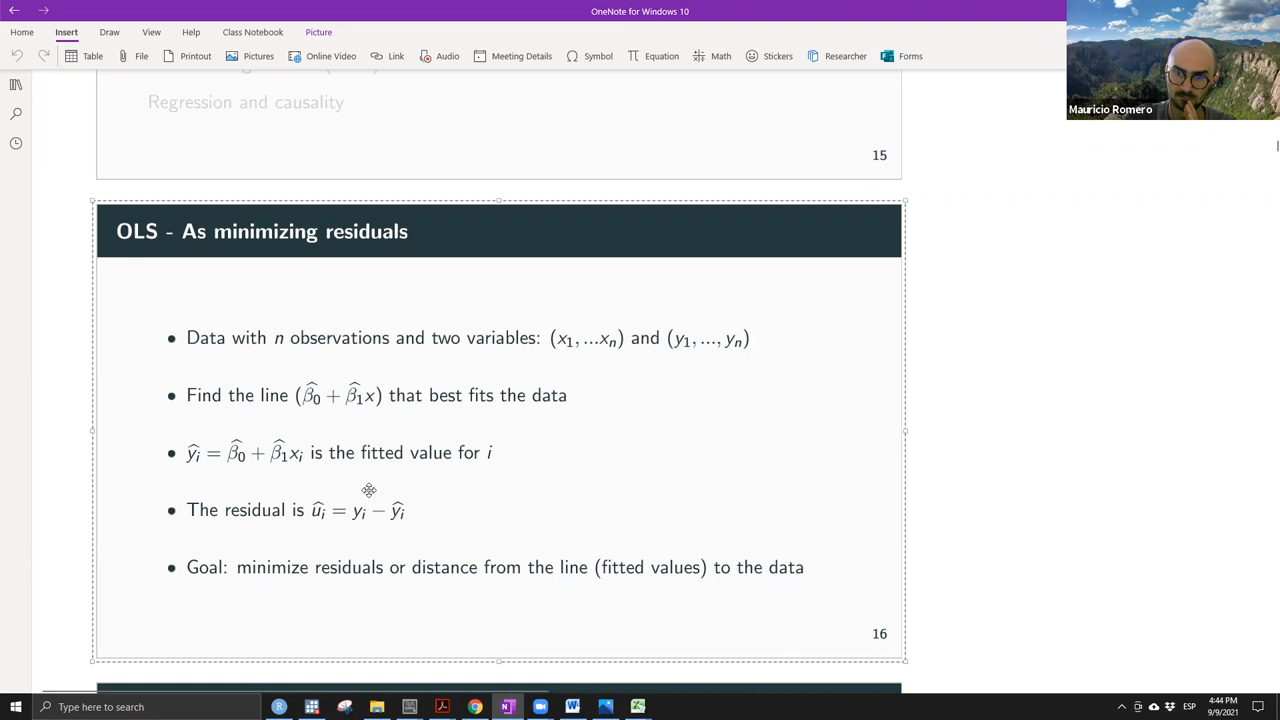 OneNote for Windows 10
Home Insert Draw View Help Class Notebook Picture
Table File Printout Pictures Online Video Link Audio Meeting Details Symbol Equation Math Stickers Researcher Forms
Mauricio Romero
Regression and causality
15
OLS - As minimizing residuals
• Data with n observations and two variables: (x₁, ...xₙ) and (y₁, ..., yₙ)
• Find the line (β̂₀ + β̂₁x) that best fits the data
• ŷᵢ = β̂₀ + β̂₁xᵢ is the fitted value for i
• The residual is ûᵢ = yᵢ − ŷᵢ
• Goal: minimize residuals or distance from the line (fitted values) to the data
16
Type here to search
ESP
4:44 PM
9/9/2021